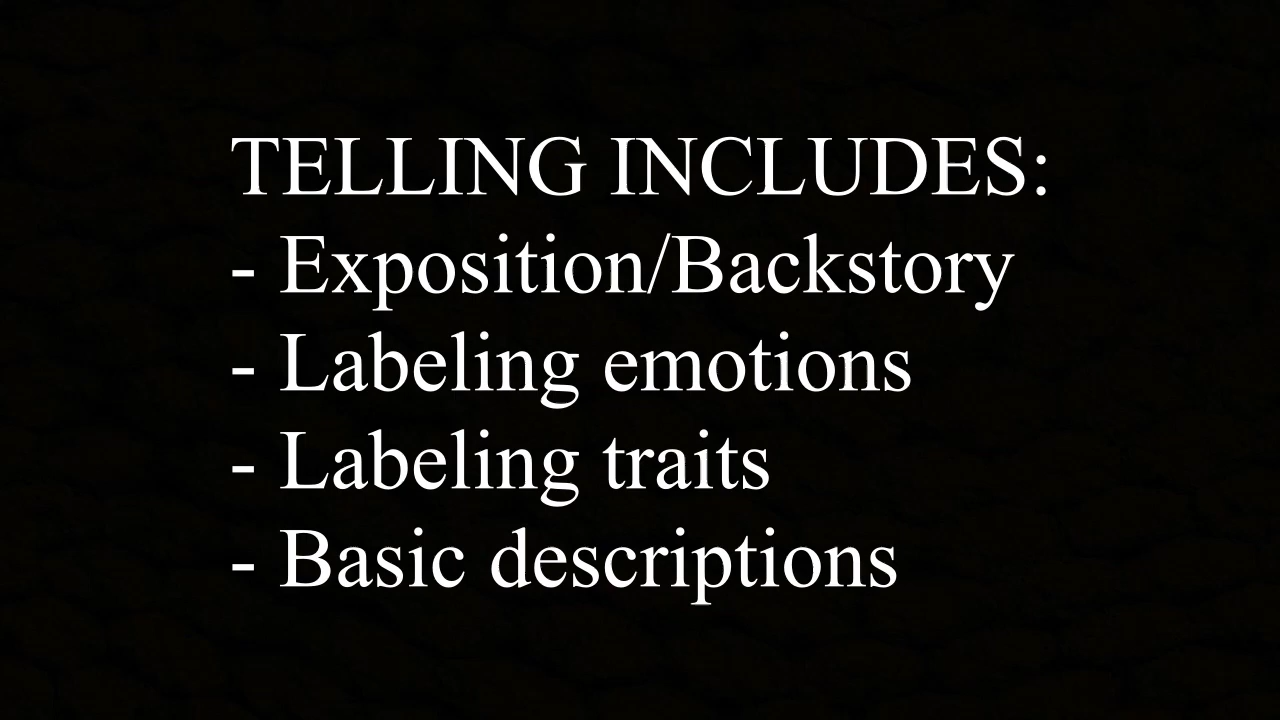 TELLING INCLUDES:
- Exposition/Backstory
- Labeling emotions
- Labeling traits
- Basic descriptions